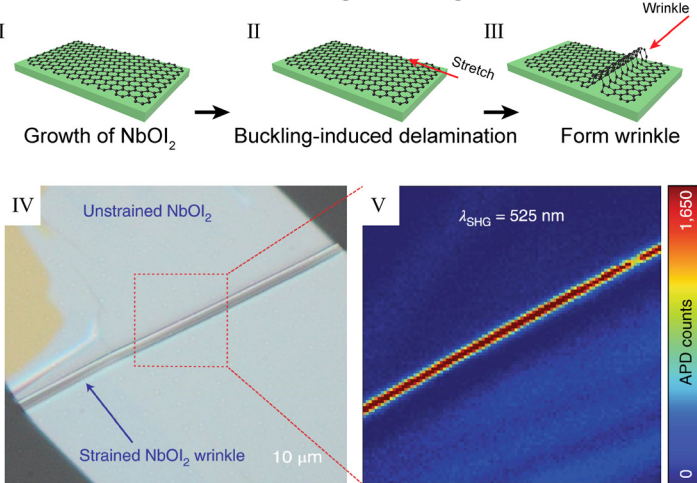 I
II
III
Wrinkle
Stretch
Growth of NbOI₂
Buckling-induced delamination
Form wrinkle
IV
Unstrained NbOI₂
Strained NbOI₂ wrinkle
10 μm
V
λSHG = 525 nm
1,650
APD counts
0